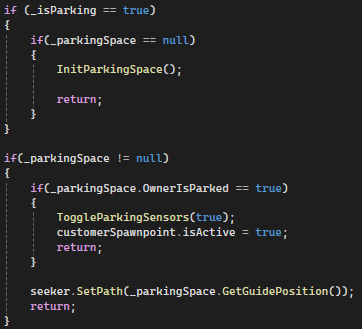 if (_isParking == true)
{
    if(_parkingSpace == null)
    {
        InitParkingSpace();

        return;
    }
}

if(_parkingSpace != null)
{
    if(_parkingSpace.OwnerIsParked == true)
    {
        ToggleParkingSensors(true);
        customerSpawnpoint.isActive = true;
        return;
    }

    seeker.SetPath(_parkingSpace.GetGuidePosition());
    return;
}